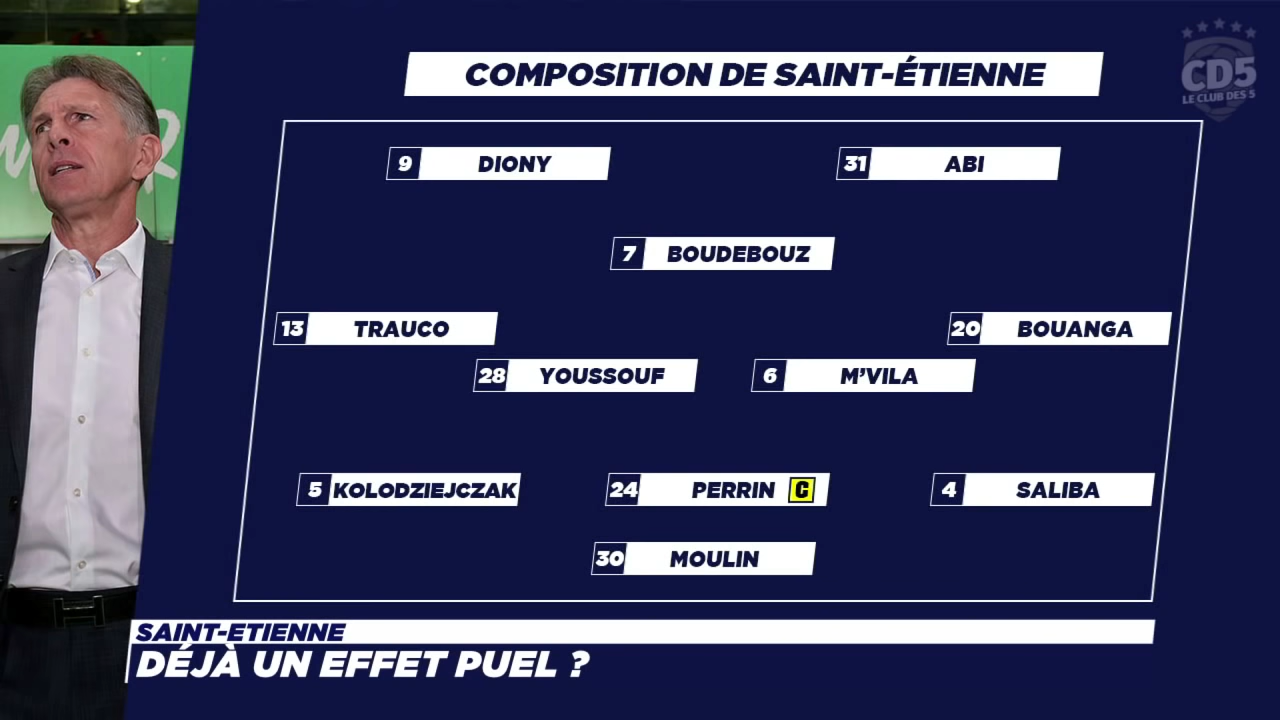 COMPOSITION DE SAINT-ÉTIENNE
CD5
LE CLUB DES 5
9 DIONY
31 ABI
7 BOUDEBOUZ
13 TRAUCO
20 BOUANGA
28 YOUSSOUF
6 M'VILA
5 KOLODZIEJCZAK
24 PERRIN C
4 SALIBA
30 MOULIN
SAINT-ETIENNE
DÉJÀ UN EFFET PUEL ?